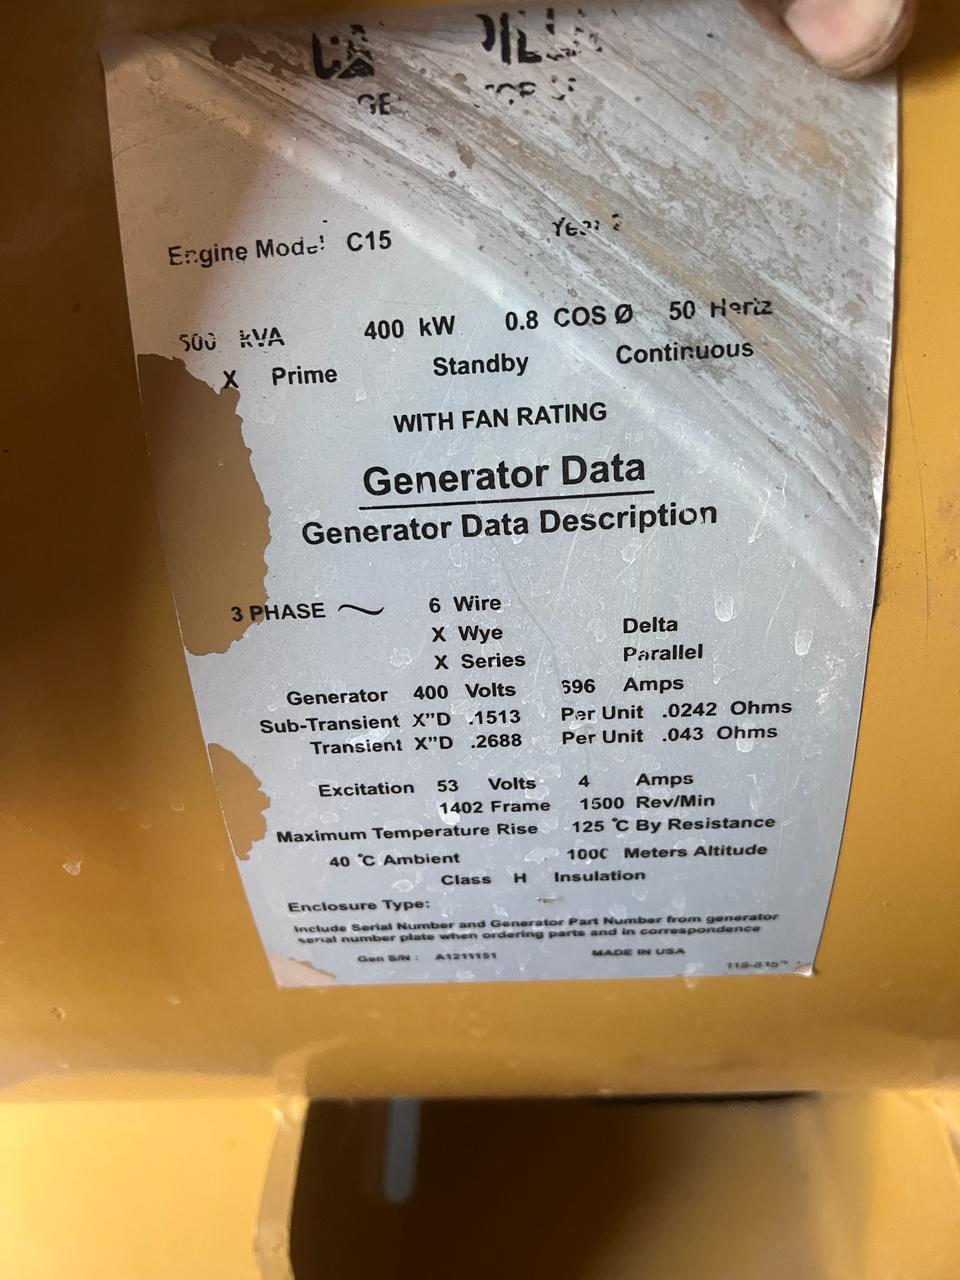 Engine Model C15
500 kVA 400 kW 0.8 COS Ø 50 Hertz
X Prime Standby Continuous
WITH FAN RATING
Generator Data
Generator Data Description
3 PHASE ~ 6 Wire
X Wye Delta
X Series Parallel
Generator 400 Volts 596 Amps
Sub-Transient X"D .1513 Per Unit .0242 Ohms
Transient X"D .2688 Per Unit .043 Ohms
Excitation 53 Volts 4 Amps
1402 Frame 1500 Rev/Min
Maximum Temperature Rise 125 °C By Resistance
40 °C Ambient 1000 Meters Altitude
Class H Insulation
Enclosure Type:
Include Serial Number and Generator Part Number from generator
serial number plate when ordering parts and in correspondence
Gen S/N : A1211151 MADE IN USA